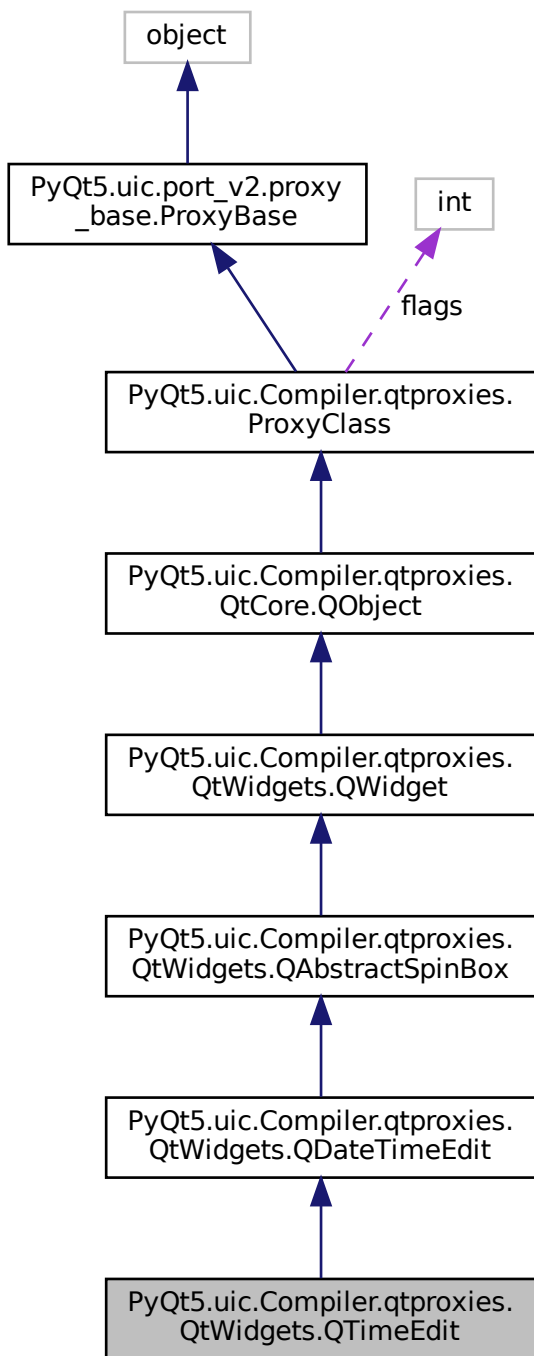 object
PyQt5.uic.port_v2.proxy
_base.ProxyBase
int
flags
PyQt5.uic.Compiler.qtproxies.
ProxyClass
PyQt5.uic.Compiler.qtproxies.
QtCore.QObject
PyQt5.uic.Compiler.qtproxies.
QtWidgets.QWidget
PyQt5.uic.Compiler.qtproxies.
QtWidgets.QAbstractSpinBox
PyQt5.uic.Compiler.qtproxies.
QtWidgets.QDateTimeEdit
PyQt5.uic.Compiler.qtproxies.
QtWidgets.QTimeEdit